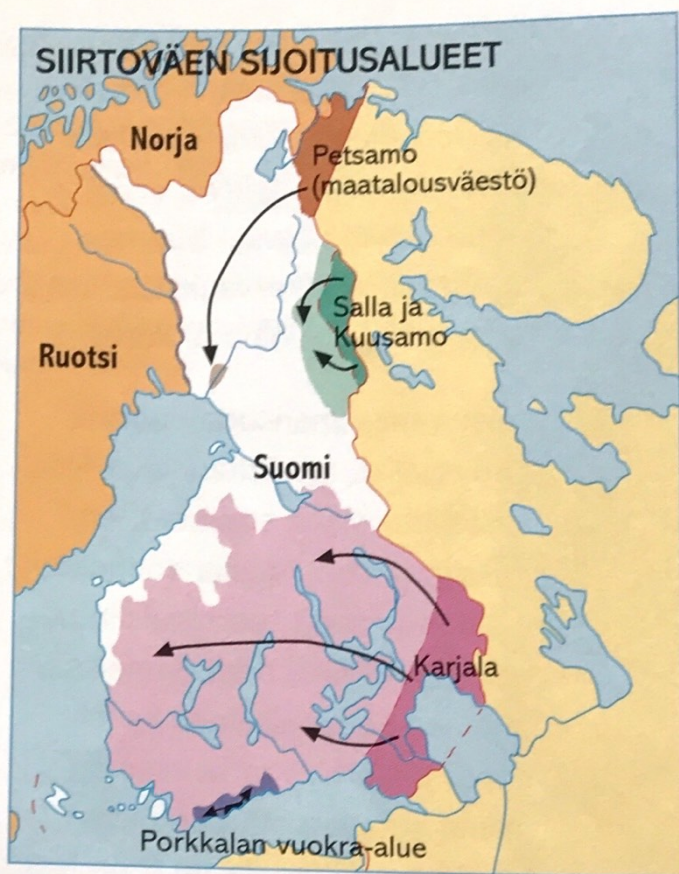 SIIRTOVÄEN SIJOITUSALUEET
Norja
Petsamo
(maatalousväestö)
Salla ja
Kuusamo
Ruotsi
Suomi
Karjala
Porkkalan vuokra-alue